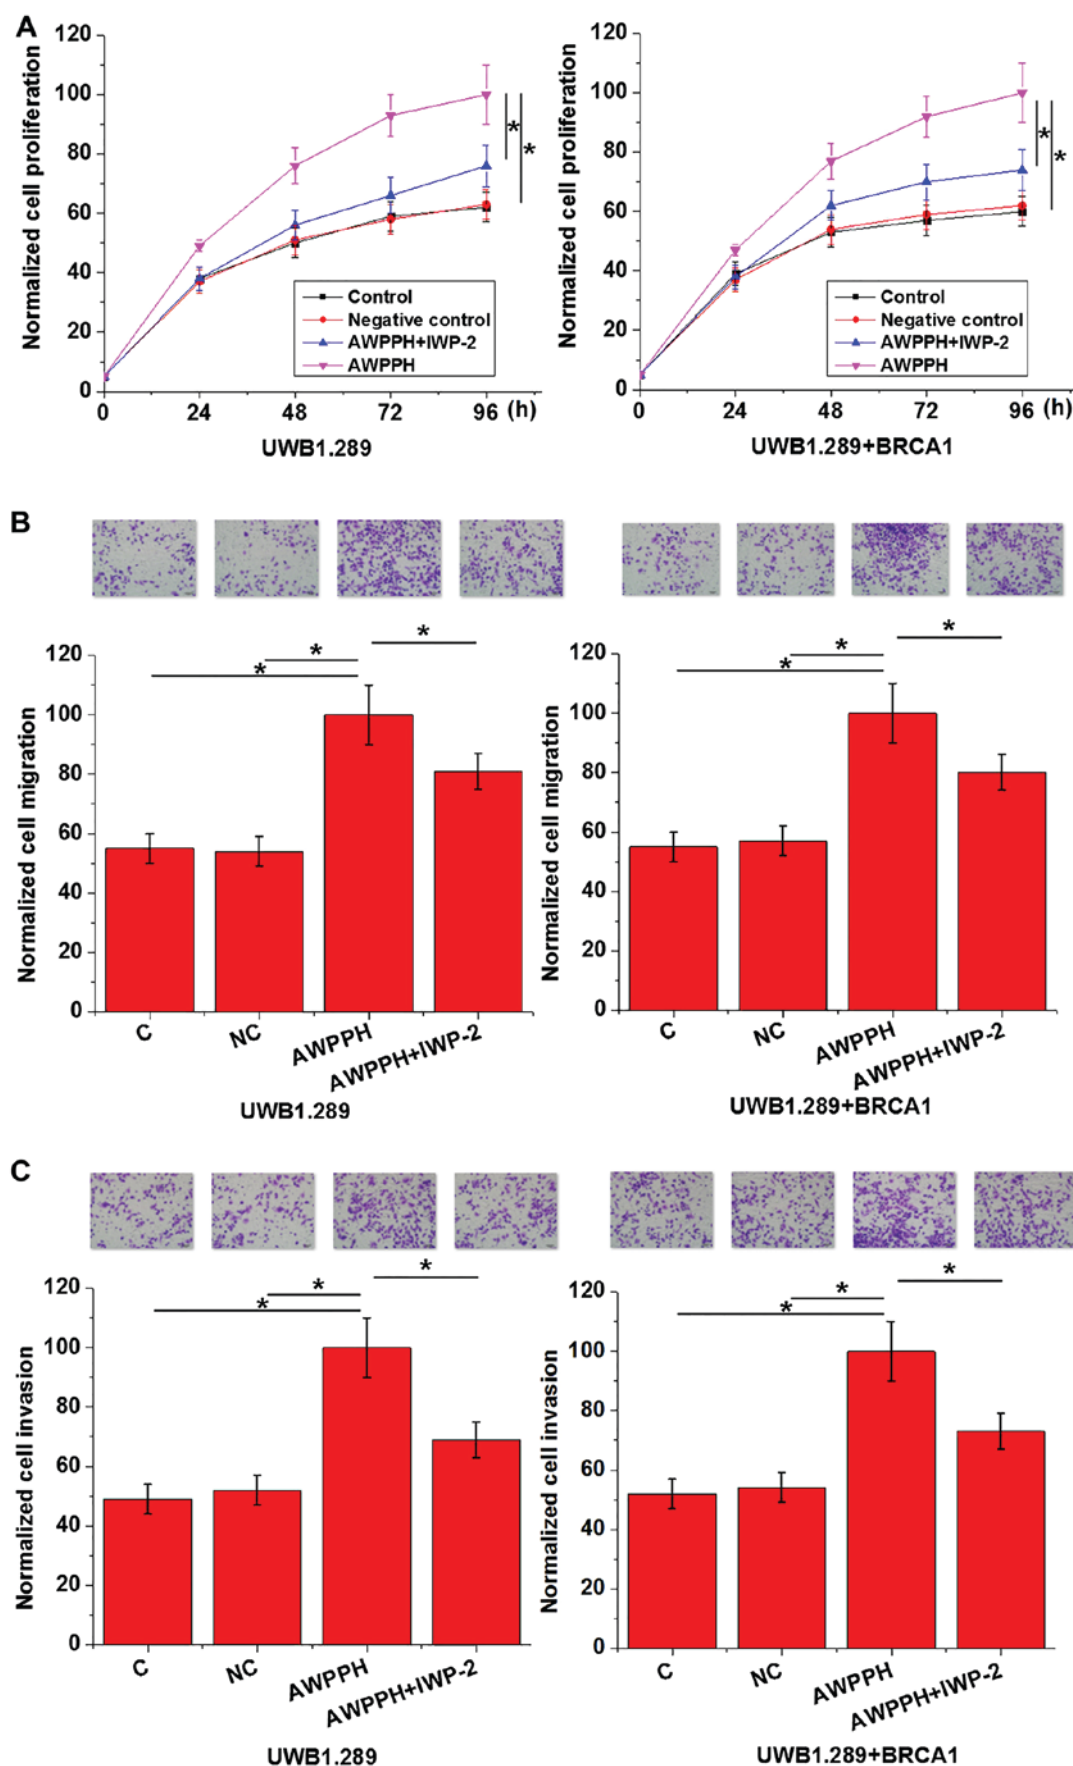 A
Normalized cell proliferation
120
100
80
60
40
20
0
*
*
Control
Negative control
AWPPH+IWP-2
AWPPH
0 24 48 72 96 (h)
UWB1.289
Normalized cell proliferation
120
100
80
60
40
20
0
*
*
Control
Negative control
AWPPH+IWP-2
AWPPH
0 24 48 72 96 (h)
UWB1.289+BRCA1
B
Normalized cell migration
120
100
80
60
40
20
0
*
*
*
C NC AWPPH AWPPH+IWP-2
UWB1.289
Normalized cell migration
120
100
80
60
40
20
0
*
*
*
C NC AWPPH AWPPH+IWP-2
UWB1.289+BRCA1
C
Normalized cell invasion
120
100
80
60
40
20
0
*
*
*
C NC AWPPH AWPPH+IWP-2
UWB1.289
Normalized cell invasion
120
100
80
60
40
20
0
*
*
*
C NC AWPPH AWPPH+IWP-2
UWB1.289+BRCA1